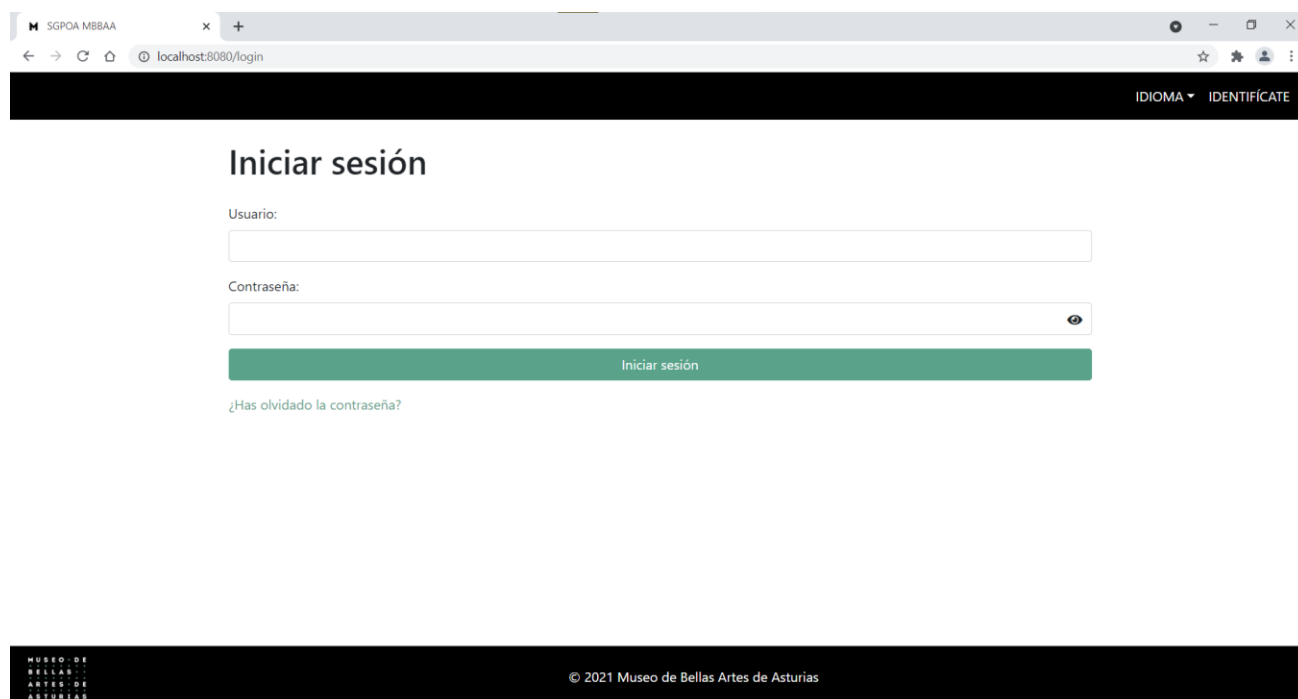 SGPOA MBBAA
localhost:8080/login
IDIOMA IDENTIFÍCATE
Iniciar sesión
Usuario:
Contraseña:
Iniciar sesión
¿Has olvidado la contraseña?
MUSEO·DE
BELLAS
ARTES·DE
ASTURIAS
© 2021 Museo de Bellas Artes de Asturias